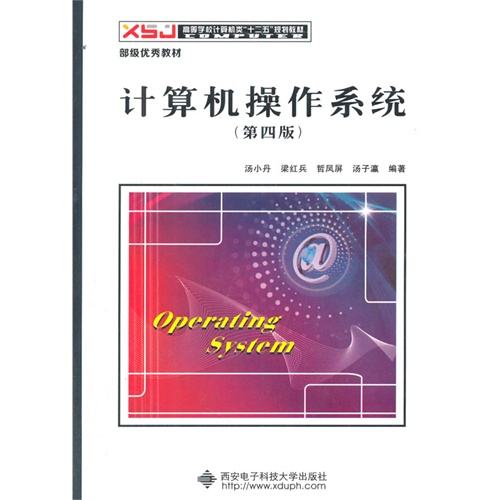 XSJ 高等学校计算机类"十二五"规划教材
COMPUTER
部级优秀教材
计算机操作系统
(第四版)
汤小丹 梁红兵 哲凤屏 汤子瀛 编著
@
Operating
System
西安电子科技大学出版社
http://www.xduph.com